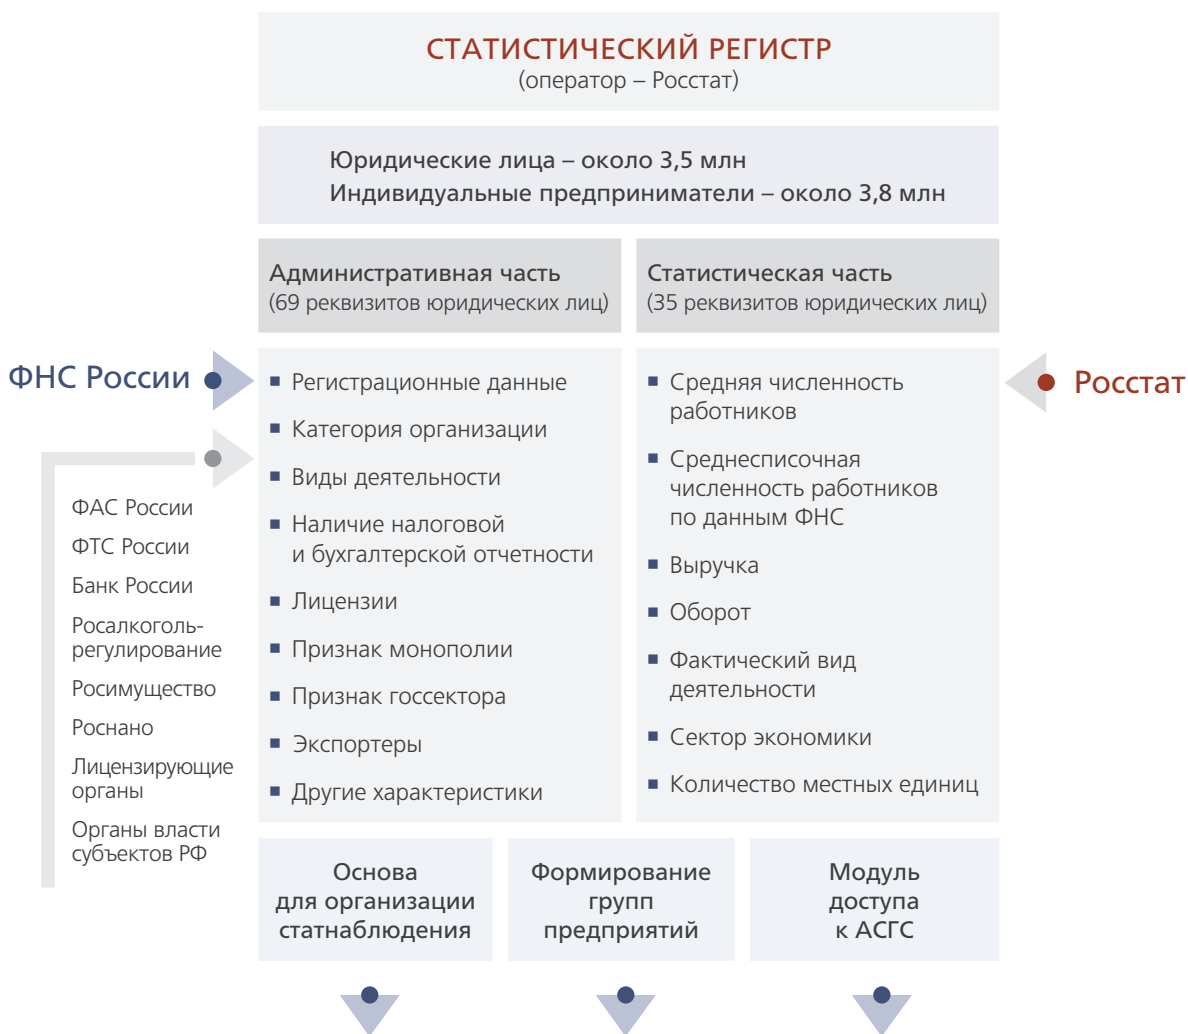 СТАТИСТИЧЕСКИЙ РЕГИСТР
(оператор – Росстат)
Юридические лица – около 3,5 млн
Индивидуальные предприниматели – около 3,8 млн
Административная часть
(69 реквизитов юридических лиц)
Статистическая часть
(35 реквизитов юридических лиц)
ФНС России
ФАС России
ФТС России
Банк России
Росалкоголь-
регулирование
Росимущество
Роснано
Лицензирующие
органы
Органы власти
субъектов РФ
▪ Регистрационные данные
▪ Категория организации
▪ Виды деятельности
▪ Наличие налоговой
и бухгалтерской отчетности
▪ Лицензии
▪ Признак монополии
▪ Признак госсектора
▪ Экспортеры
▪ Другие характеристики
▪ Средняя численность
работников
▪ Среднесписочная
численность работников
по данным ФНС
▪ Выручка
▪ Оборот
▪ Фактический вид
деятельности
▪ Сектор экономики
▪ Количество местных единиц
Росстат
Основа
для организации
статнаблюдения
Формирование
групп
предприятий
Модуль
доступа
к АСГС